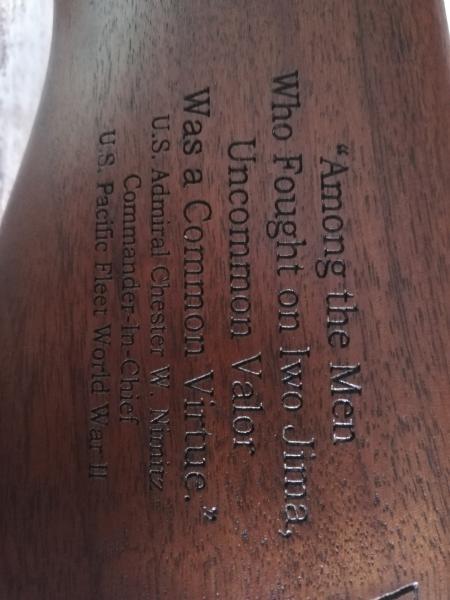 "Among the Men
Who Fought on Iwo Jima,
Uncommon Valor
Was a Common Virtue."
U.S. Admiral Chester W. Nimitz
Commander-In-Chief
U.S. Pacific Fleet World War II